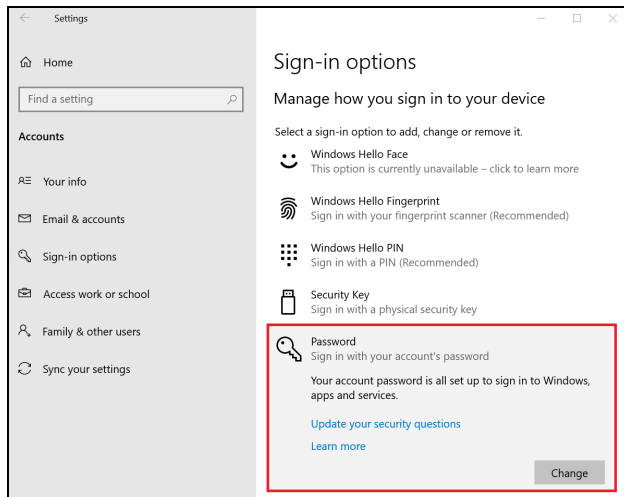 Settings
Home
Find a setting
Accounts
Your info
Email & accounts
Sign-in options
Access work or school
Family & other users
Sync your settings
Sign-in options
Manage how you sign in to your device
Select a sign-in option to add, change or remove it.
Windows Hello Face
This option is currently unavailable – click to learn more
Windows Hello Fingerprint
Sign in with your fingerprint scanner (Recommended)
Windows Hello PIN
Sign in with a PIN (Recommended)
Security Key
Sign in with a physical security key
Password
Sign in with your account's password
Your account password is all set up to sign in to Windows,
apps and services.
Update your security questions
Learn more
Change